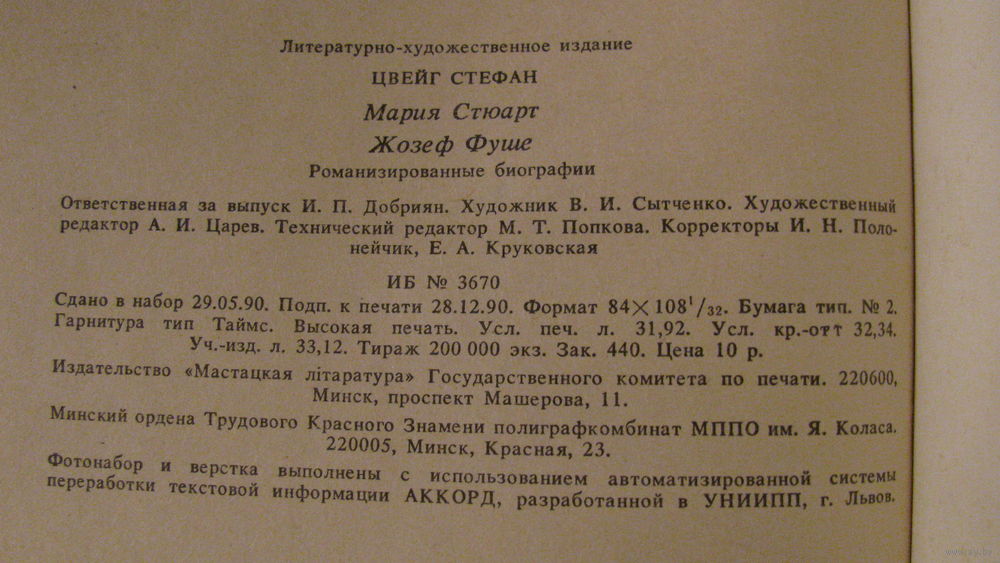 Литературно-художественное издание
ЦВЕЙГ СТЕФАН
Мария Стюарт
Жозеф Фуше
Романизированные биографии
Ответственная за выпуск И. П. Добриян. Художник В. И. Сытченко. Художественный
редактор А. И. Царев. Технический редактор М. Т. Попкова. Корректоры И. Н. Поло-
нейчик, Е. А. Круковская
ИБ № 3670
Сдано в набор 29.05.90. Подп. к печати 28.12.90. Формат 84×108¹/₃₂. Бумага тип. № 2.
Гарнитура тип Таймс. Высокая печать. Усл. печ. л. 31,92. Усл. кр.-отт 32,34.
Уч.-изд. л. 33,12. Тираж 200 000 экз. Зак. 440. Цена 10 р.
Издательство «Мастацкая літаратура» Государственного комитета по печати. 220600,
Минск, проспект Машерова, 11.
Минский ордена Трудового Красного Знамени полиграфкомбинат МППО им. Я. Коласа.
220005, Минск, Красная, 23.
Фотонабор и верстка выполнены с использованием автоматизированной системы
переработки текстовой информации АККОРД, разработанной в УНИИПП, г. Львов.